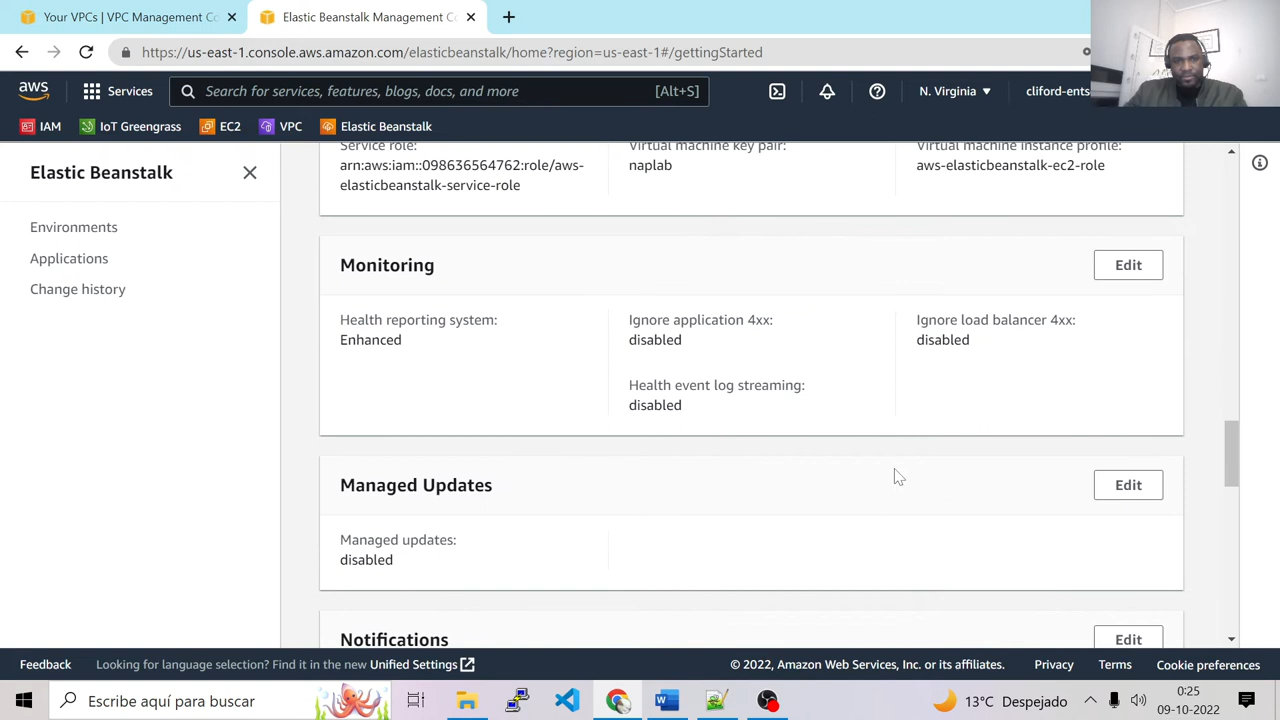 Your VPCs | VPC Management Co
Elastic Beanstalk Management Co
https://us-east-1.console.aws.amazon.com/elasticbeanstalk/home?region=us-east-1#/gettingStarted
aws
Services
Search for services, features, blogs, docs, and more
[Alt+S]
N. Virginia
cliford-ents
IAM
IoT Greengrass
EC2
VPC
Elastic Beanstalk
Elastic Beanstalk
Environments
Applications
Change history
Service role:
arn:aws:iam::098636564762:role/aws-
elasticbeanstalk-service-role
Virtual machine key pair:
naplab
Virtual machine instance profile:
aws-elasticbeanstalk-ec2-role
Monitoring
Edit
Health reporting system:
Enhanced
Ignore application 4xx:
disabled
Ignore load balancer 4xx:
disabled
Health event log streaming:
disabled
Managed Updates
Edit
Managed updates:
disabled
Notifications
Edit
Feedback
Looking for language selection? Find it in the new Unified Settings
© 2022, Amazon Web Services, Inc. or its affiliates.
Privacy
Terms
Cookie preferences
Escribe aquí para buscar
13°C Despejado
0:25
09-10-2022